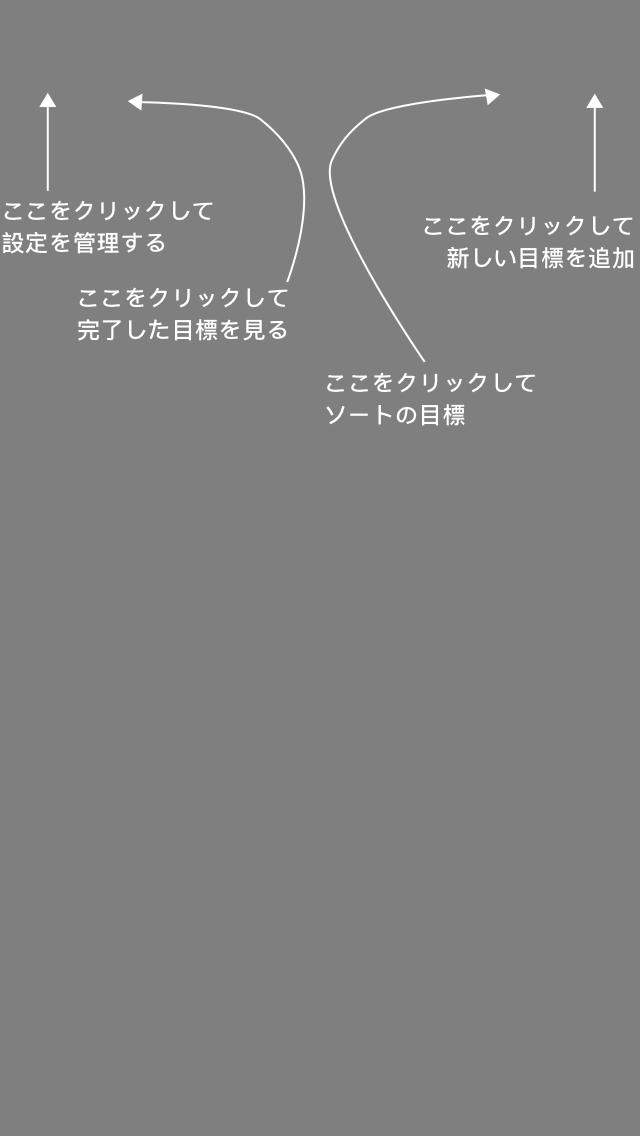 ここをクリックして
設定を管理する
ここをクリックして
新しい目標を追加
ここをクリックして
完了した目標を見る
ここをクリックして
ソートの目標